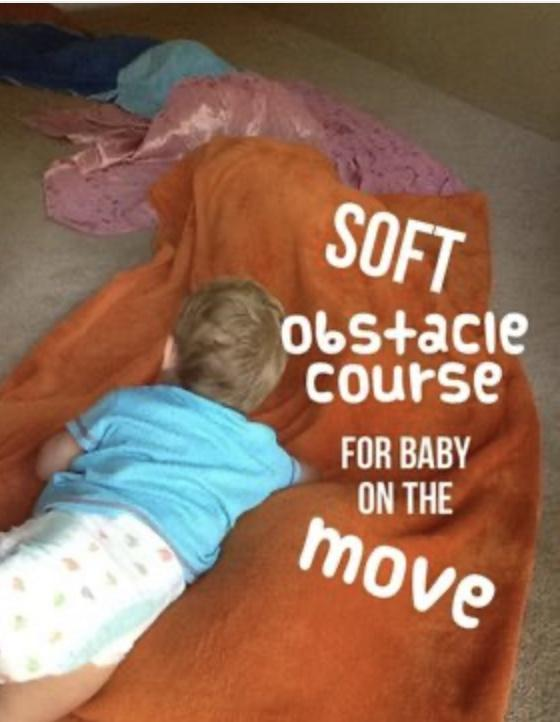 SOFT
obstacle
course
FOR BABY
ON THE
move